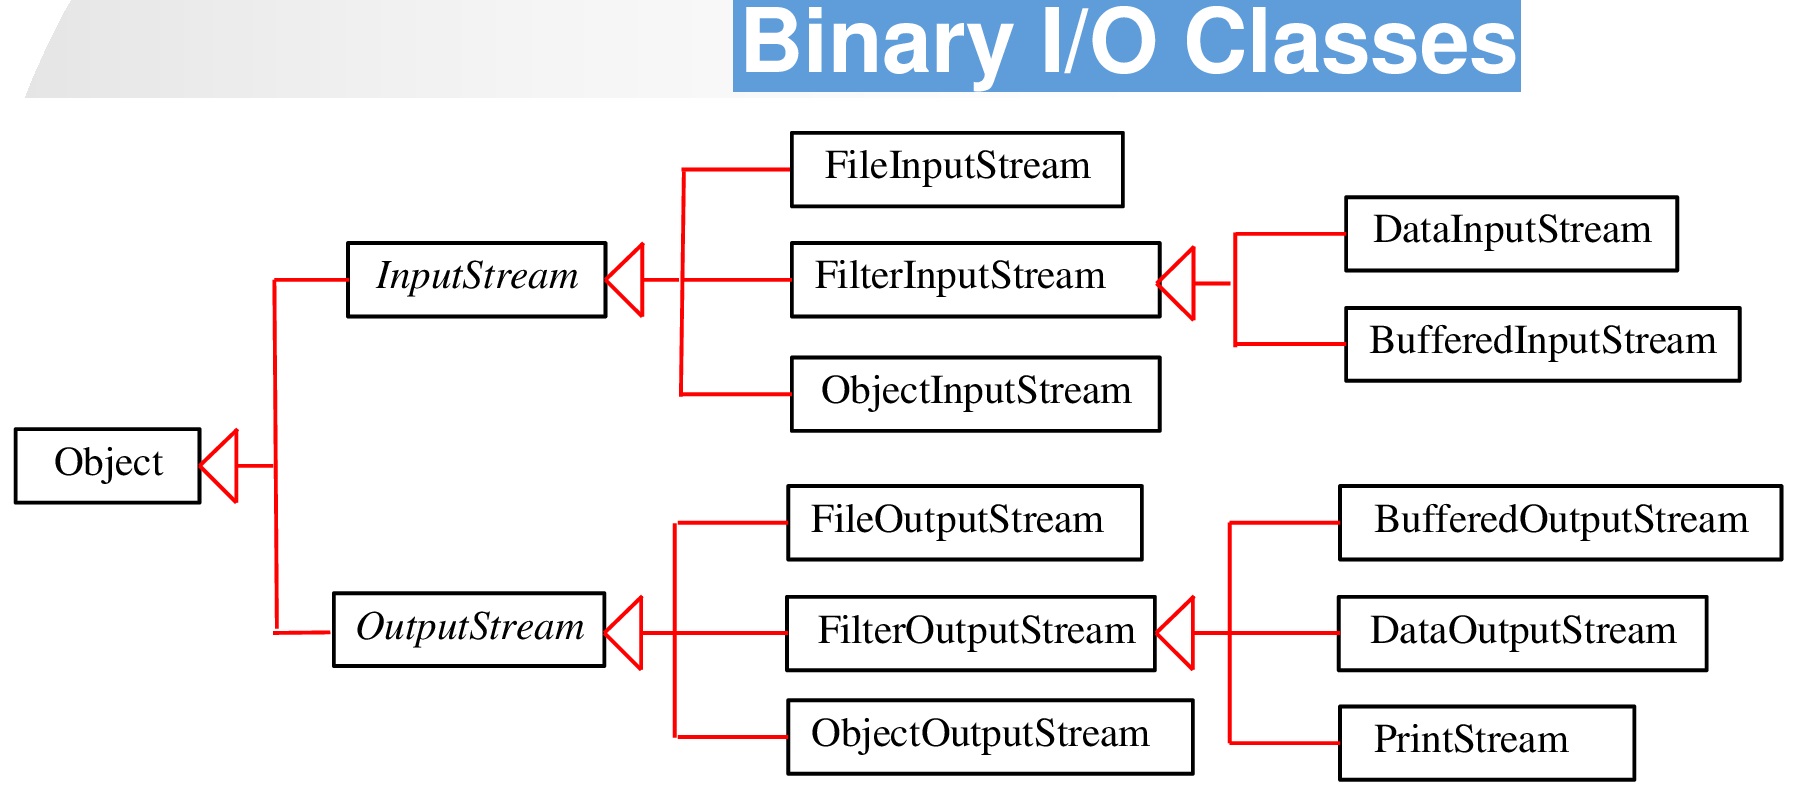 Binary I/O Classes
FileInputStream
DataInputStream
InputStream
FilterInputStream
BufferedInputStream
ObjectInputStream
Object
FileOutputStream
BufferedOutputStream
OutputStream
FilterOutputStream
DataOutputStream
ObjectOutputStream
PrintStream